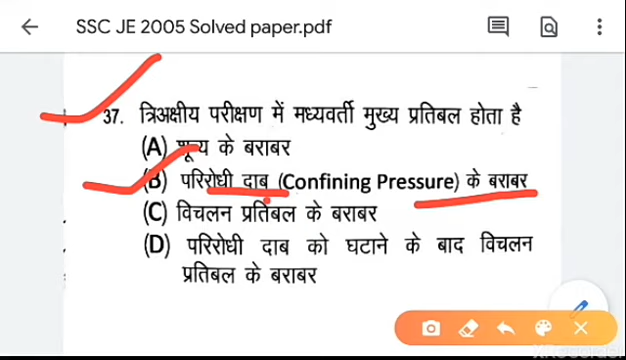 SSC JE 2005 Solved paper.pdf
37. त्रिअक्षीय परीक्षण में मध्यवर्ती मुख्य प्रतिबल होता है
(A) शून्य के बराबर
(B) परिरोधी दाब (Confining Pressure) के बराबर
(C) विचलन प्रतिबल के बराबर
(D) परिरोधी दाब को घटाने के बाद विचलन
प्रतिबल के बराबर